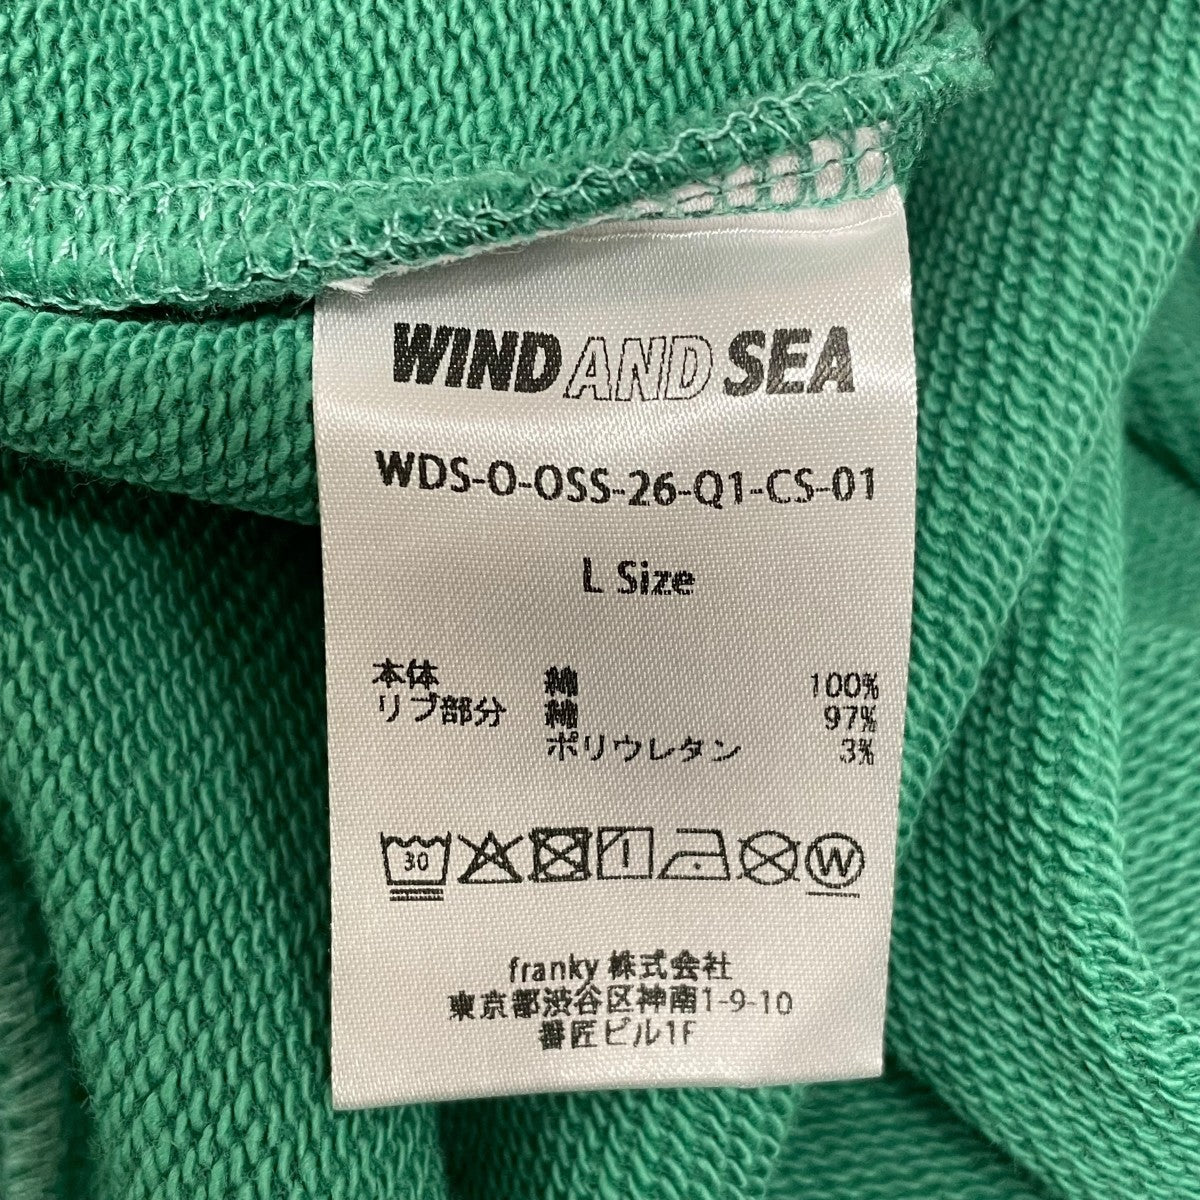 WIND AND SEA
WDS-O-OSS-26-Q1-CS-01
L Size
本体 綿 100%
リブ部分 綿 97%
ポリウレタン 3%
30 W
franky 株式会社
東京都渋谷区神南1-9-10
番匠ビル1F